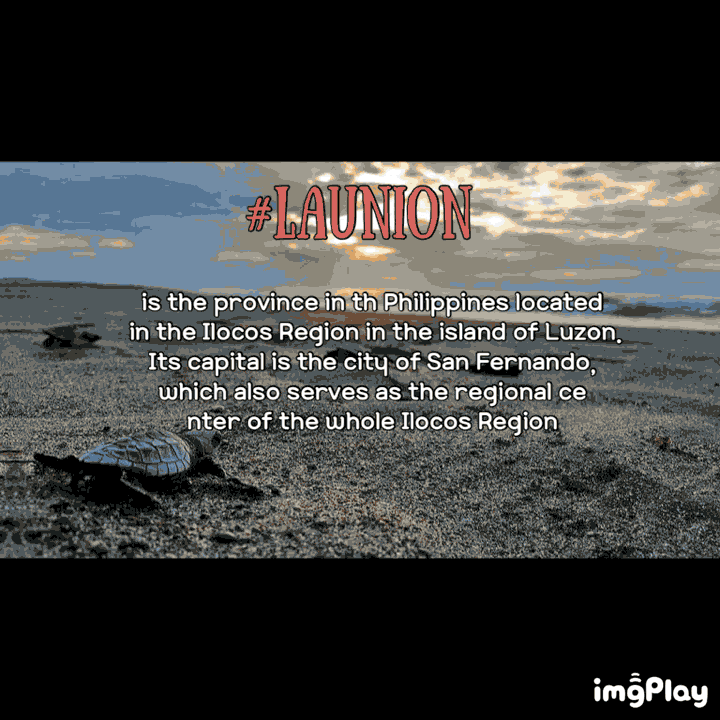 #LAUNION
is the province in th Philippines located
in the Ilocos Region in the island of Luzon.
Its capital is the city of San Fernando,
which also serves as the regional ce
nter of the whole Ilocos Region
imgPlay